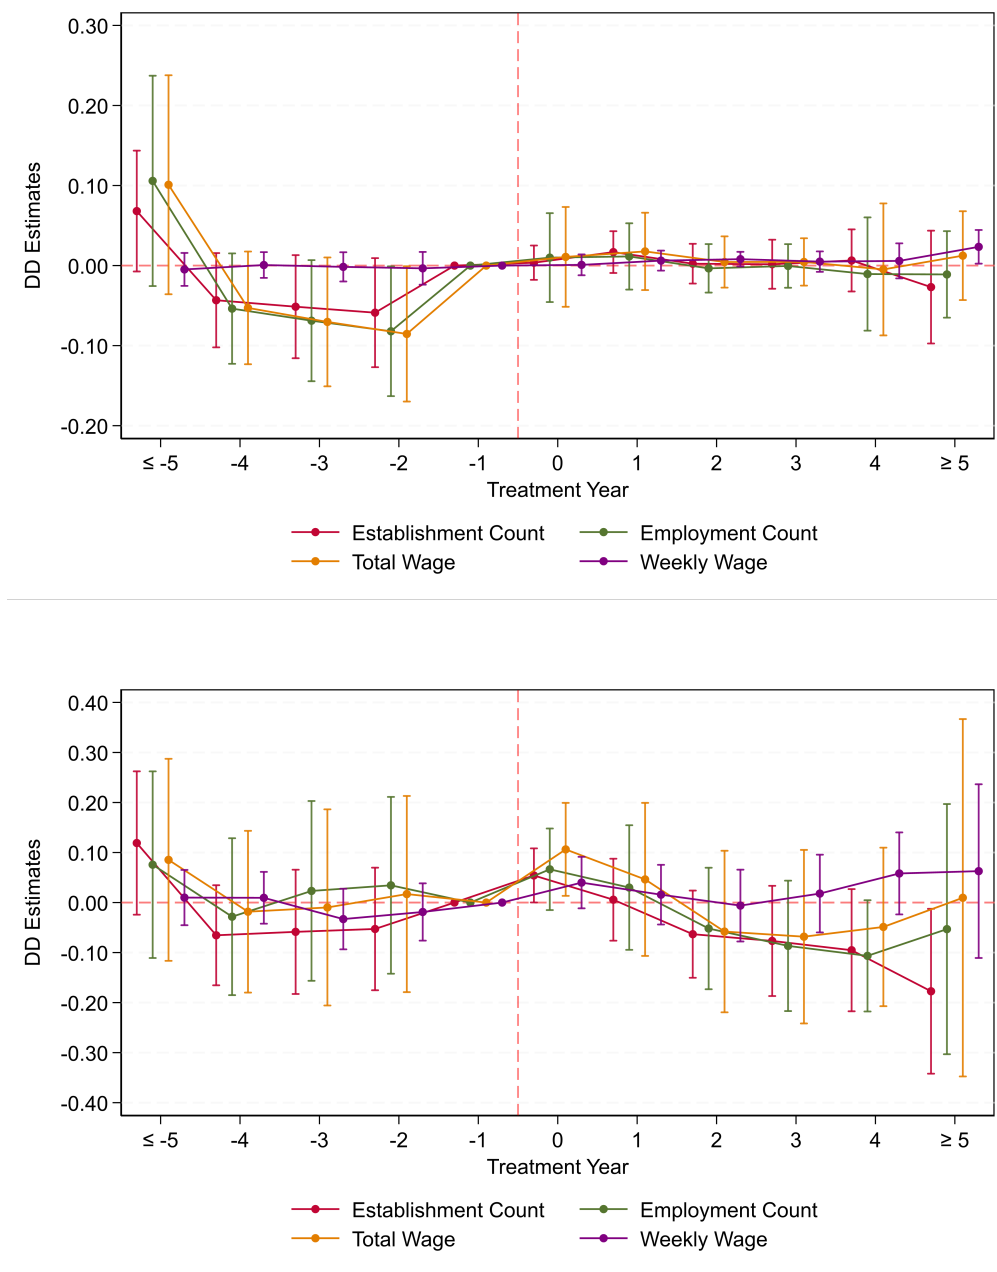 0.30
0.20
0.10
0.00
-0.10
-0.20
DD Estimates
≤ -5 -4 -3 -2 -1 0 1 2 3 4 ≥ 5
Treatment Year
Establishment Count Employment Count
Total Wage Weekly Wage
0.40
0.30
0.20
0.10
0.00
-0.10
-0.20
-0.30
-0.40
DD Estimates
≤ -5 -4 -3 -2 -1 0 1 2 3 4 ≥ 5
Treatment Year
Establishment Count Employment Count
Total Wage Weekly Wage